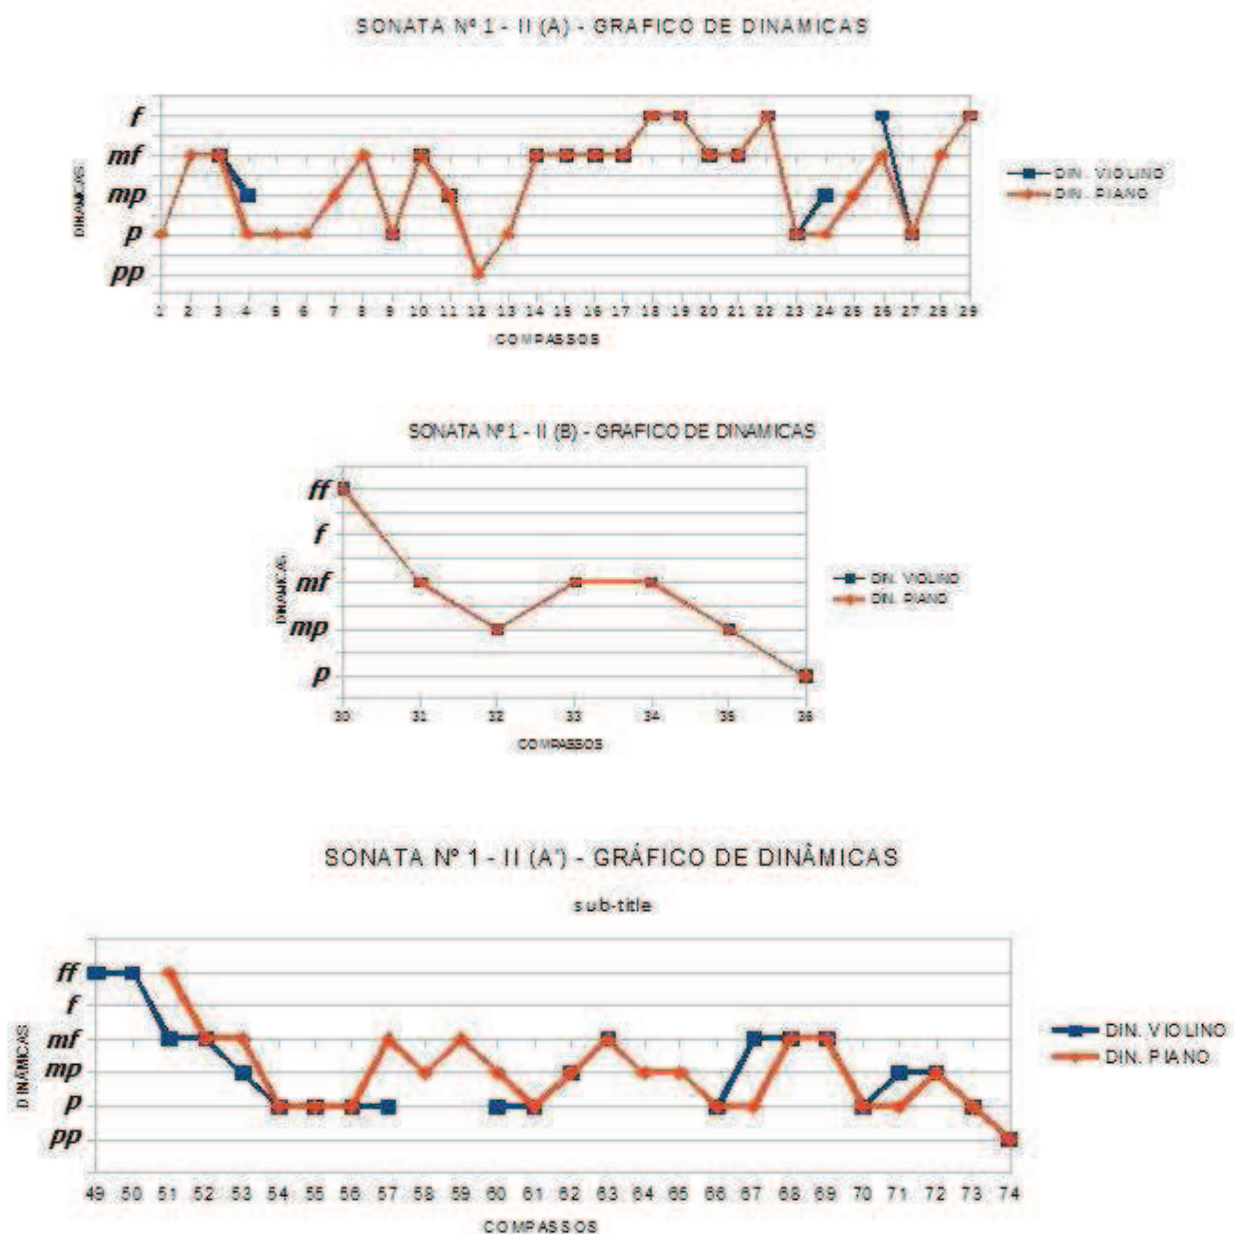 SONATA Nº 1 - II (A) - GRAFICO DE DINAMICAS
f
mf
mp
p
pp
DINAMICAS
1 2 3 4 5 6 7 8 9 10 11 12 13 14 15 16 17 18 19 20 21 22 23 24 25 26 27 28 29
COMPASSOS
DIN. VIOLINO
DIN. PIANO
SONATA Nº 1 - II (B) - GRAFICO DE DINAMICAS
ff
f
mf
mp
p
DINAMICAS
30 31 32 33 34 35 36
COMPASSOS
DIN. VIOLINO
DIN. PIANO
SONATA Nº 1 - II (A') - GRÁFICO DE DINÂMICAS
sub-title
ff
f
mf
mp
p
pp
DINÂMICAS
49 50 51 52 53 54 55 56 57 58 59 60 61 62 63 64 65 66 67 68 69 70 71 72 73 74
COMPASSOS
DIN. VIOLINO
DIN. PIANO